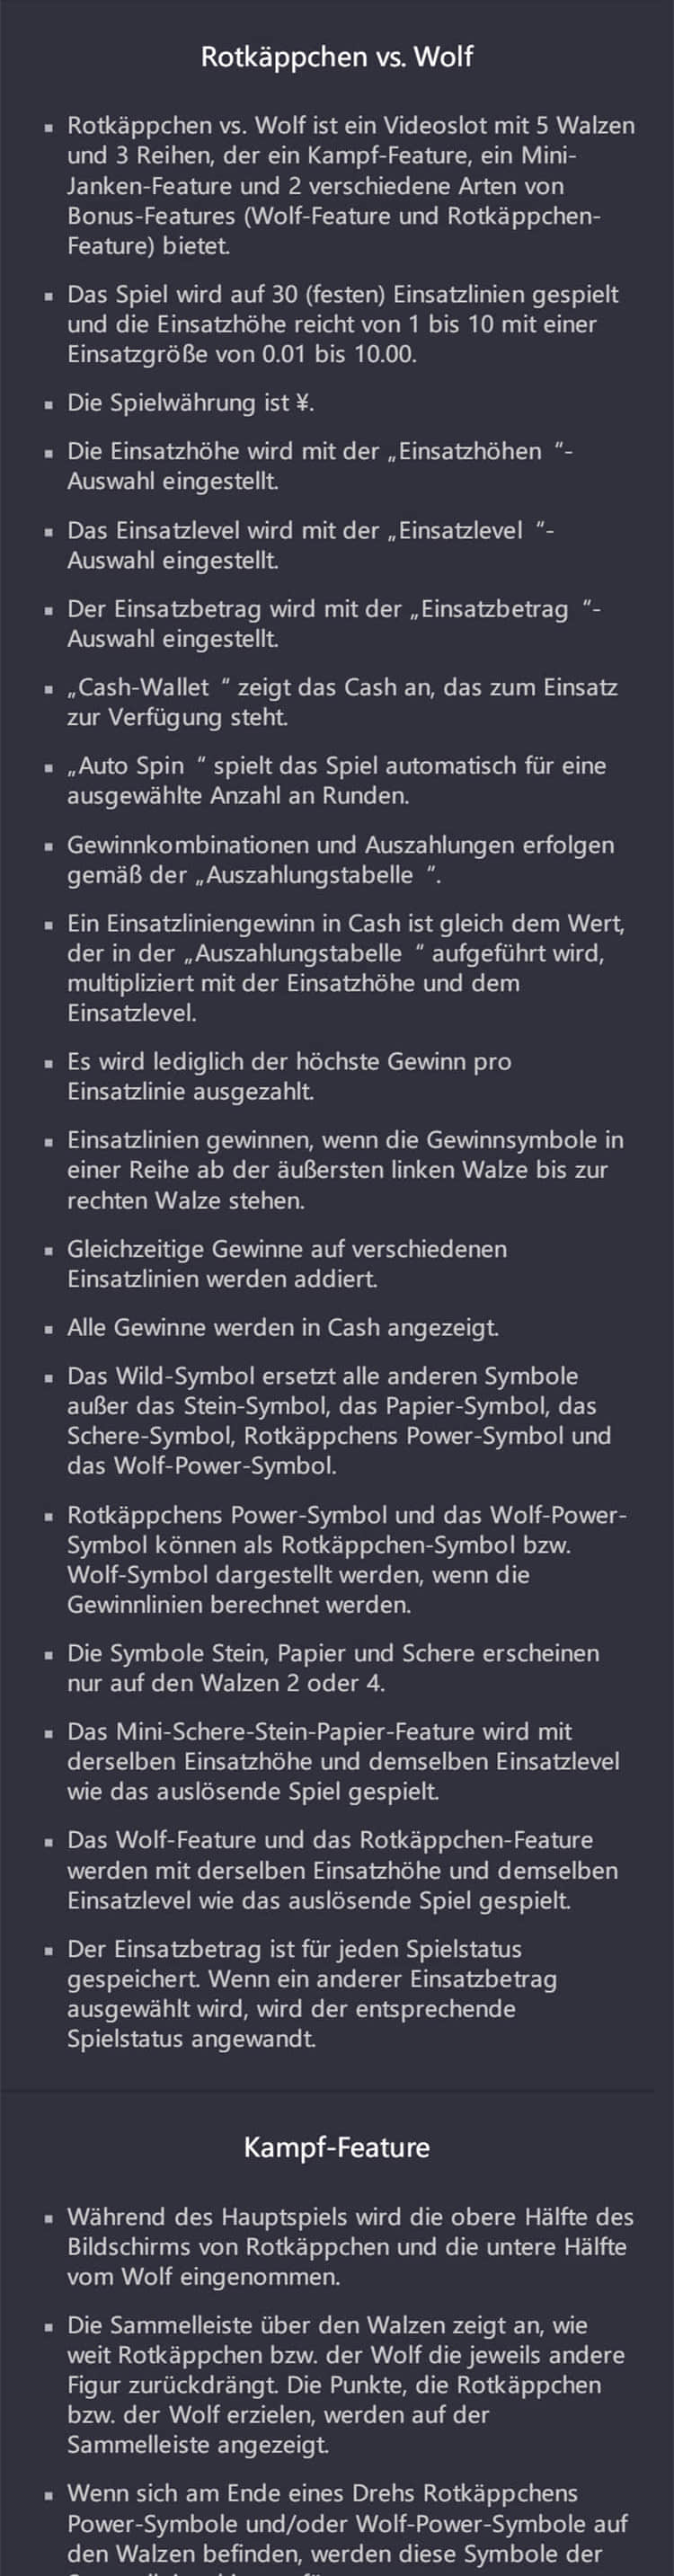 Rotkäppchen vs. Wolf
▪ Rotkäppchen vs. Wolf ist ein Videoslot mit 5 Walzen
und 3 Reihen, der ein Kampf-Feature, ein Mini-
Janken-Feature und 2 verschiedene Arten von
Bonus-Features (Wolf-Feature und Rotkäppchen-
Feature) bietet.
▪ Das Spiel wird auf 30 (festen) Einsatzlinien gespielt
und die Einsatzhöhe reicht von 1 bis 10 mit einer
Einsatzgröße von 0.01 bis 10.00.
▪ Die Spielwährung ist ¥.
▪ Die Einsatzhöhe wird mit der „Einsatzhöhen “-
Auswahl eingestellt.
▪ Das Einsatzlevel wird mit der „Einsatzlevel “-
Auswahl eingestellt.
▪ Der Einsatzbetrag wird mit der „Einsatzbetrag “-
Auswahl eingestellt.
▪ „Cash-Wallet “ zeigt das Cash an, das zum Einsatz
zur Verfügung steht.
▪ „Auto Spin “ spielt das Spiel automatisch für eine
ausgewählte Anzahl an Runden.
▪ Gewinnkombinationen und Auszahlungen erfolgen
gemäß der „Auszahlungstabelle “.
▪ Ein Einsatzliniengewinn in Cash ist gleich dem Wert,
der in der „Auszahlungstabelle “ aufgeführt wird,
multipliziert mit der Einsatzhöhe und dem
Einsatzlevel.
▪ Es wird lediglich der höchste Gewinn pro
Einsatzlinie ausgezahlt.
▪ Einsatzlinien gewinnen, wenn die Gewinnsymbole in
einer Reihe ab der äußersten linken Walze bis zur
rechten Walze stehen.
▪ Gleichzeitige Gewinne auf verschiedenen
Einsatzlinien werden addiert.
▪ Alle Gewinne werden in Cash angezeigt.
▪ Das Wild-Symbol ersetzt alle anderen Symbole
außer das Stein-Symbol, das Papier-Symbol, das
Schere-Symbol, Rotkäppchens Power-Symbol und
das Wolf-Power-Symbol.
▪ Rotkäppchens Power-Symbol und das Wolf-Power-
Symbol können als Rotkäppchen-Symbol bzw.
Wolf-Symbol dargestellt werden, wenn die
Gewinnlinien berechnet werden.
▪ Die Symbole Stein, Papier und Schere erscheinen
nur auf den Walzen 2 oder 4.
▪ Das Mini-Schere-Stein-Papier-Feature wird mit
derselben Einsatzhöhe und demselben Einsatzlevel
wie das auslösende Spiel gespielt.
▪ Das Wolf-Feature und das Rotkäppchen-Feature
werden mit derselben Einsatzhöhe und demselben
Einsatzlevel wie das auslösende Spiel gespielt.
▪ Der Einsatzbetrag ist für jeden Spielstatus
gespeichert. Wenn ein anderer Einsatzbetrag
ausgewählt wird, wird der entsprechende
Spielstatus angewandt.
Kampf-Feature
▪ Während des Hauptspiels wird die obere Hälfte des
Bildschirms von Rotkäppchen und die untere Hälfte
vom Wolf eingenommen.
▪ Die Sammelleiste über den Walzen zeigt an, wie
weit Rotkäppchen bzw. der Wolf die jeweils andere
Figur zurückdrängt. Die Punkte, die Rotkäppchen
bzw. der Wolf erzielen, werden auf der
Sammelleiste angezeigt.
▪ Wenn sich am Ende eines Drehs Rotkäppchens
Power-Symbole und/oder Wolf-Power-Symbole auf
den Walzen befinden, werden diese Symbole der